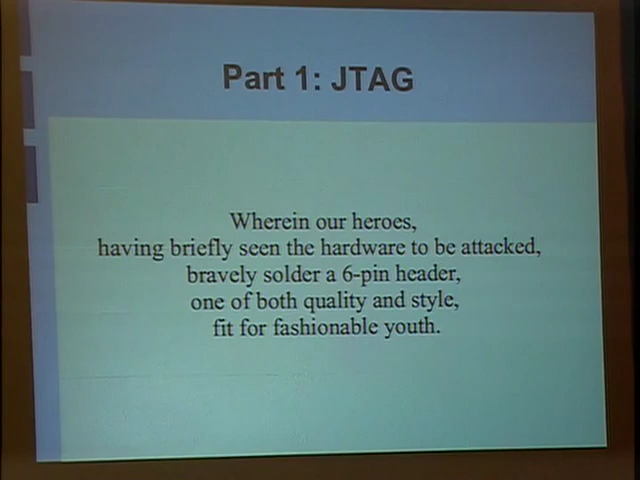 Part 1: JTAG
Wherein our heroes,
having briefly seen the hardware to be attacked,
bravely solder a 6-pin header,
one of both quality and style,
fit for fashionable youth.